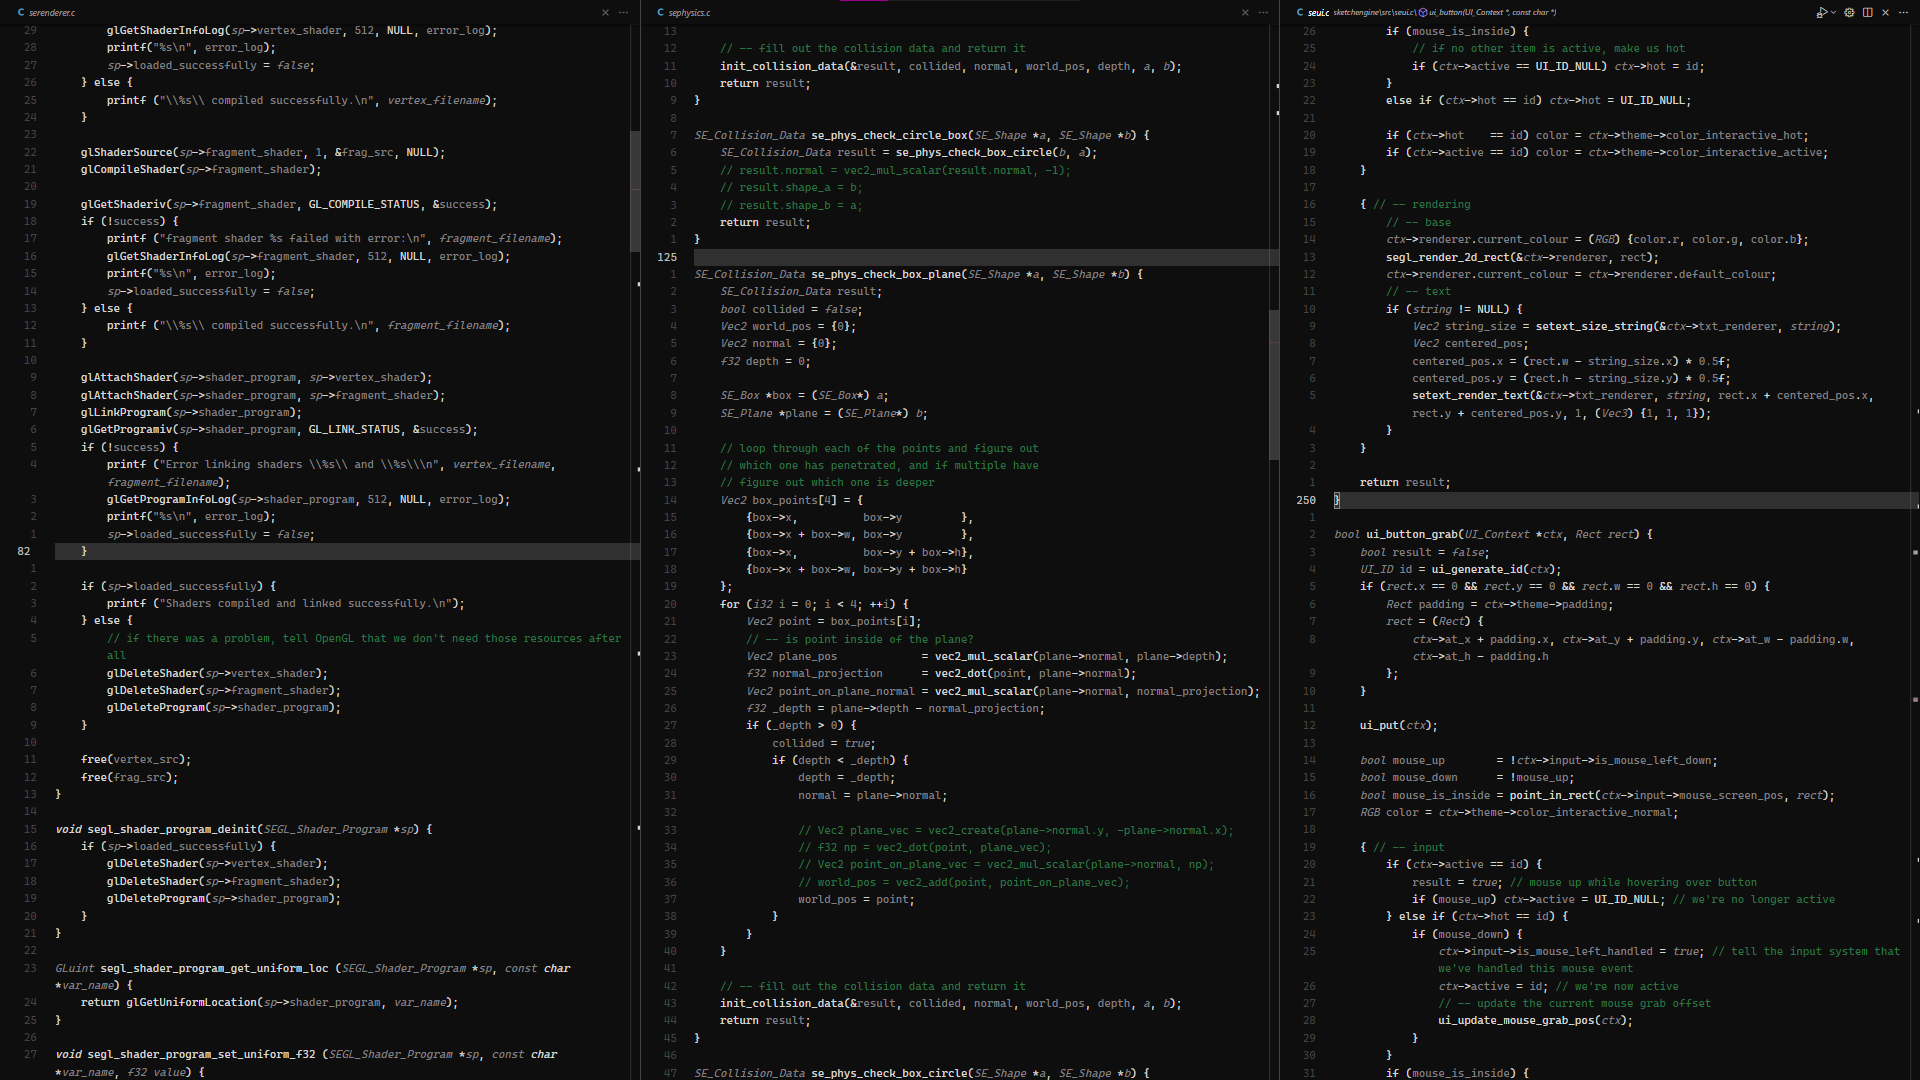 C serenderer.c
29 glGetShaderInfoLog(sp->vertex_shader, 512, NULL, error_log);
28 printf("%s\n", error_log);
27 sp->loaded_successfully = false;
26 } else {
25 printf ("\\%s\\ compiled successfully.\n", vertex_filename);
24 }
23
22 glShaderSource(sp->fragment_shader, 1, &frag_src, NULL);
21 glCompileShader(sp->fragment_shader);
20
19 glGetShaderiv(sp->fragment_shader, GL_COMPILE_STATUS, &success);
18 if (!success) {
17 printf ("fragment shader %s failed with error:\n", fragment_filename);
16 glGetShaderInfoLog(sp->fragment_shader, 512, NULL, error_log);
15 printf("%s\n", error_log);
14 sp->loaded_successfully = false;
13 } else {
12 printf ("\\%s\\ compiled successfully.\n", fragment_filename);
11 }
10
9 glAttachShader(sp->shader_program, sp->vertex_shader);
8 glAttachShader(sp->shader_program, sp->fragment_shader);
7 glLinkProgram(sp->shader_program);
6 glGetProgramiv(sp->shader_program, GL_LINK_STATUS, &success);
5 if (!success) {
4 printf ("Error linking shaders \\%s\\ and \\%s\\\n", vertex_filename,
fragment_filename);
3 glGetProgramInfoLog(sp->shader_program, 512, NULL, error_log);
2 printf("%s\n", error_log);
1 sp->loaded_successfully = false;
82 }
1
2 if (sp->loaded_successfully) {
3 printf ("Shaders compiled and linked successfully.\n");
4 } else {
5 // if there was a problem, tell OpenGL that we don't need those resources after
all
6 glDeleteShader(sp->vertex_shader);
7 glDeleteShader(sp->fragment_shader);
8 glDeleteProgram(sp->shader_program);
9 }
10
11 free(vertex_src);
12 free(frag_src);
13 }
14
15 void segl_shader_program_deinit(SEGL_Shader_Program *sp) {
16 if (sp->loaded_successfully) {
17 glDeleteShader(sp->vertex_shader);
18 glDeleteShader(sp->fragment_shader);
19 glDeleteProgram(sp->shader_program);
20 }
21 }
22
23 GLuint segl_shader_program_get_uniform_loc (SEGL_Shader_Program *sp, const char
*var_name) {
24 return glGetUniformLocation(sp->shader_program, var_name);
25 }
26
27 void segl_shader_program_set_uniform_f32 (SEGL_Shader_Program *sp, const char
*var_name, f32 value) {
C sephysics.c
13
12 // -- fill out the collision data and return it
11 init_collision_data(&result, collided, normal, world_pos, depth, a, b);
10 return result;
9 }
8
7 SE_Collision_Data se_phys_check_circle_box(SE_Shape *a, SE_Shape *b) {
6 SE_Collision_Data result = se_phys_check_box_circle(b, a);
5 // result.normal = vec2_mul_scalar(result.normal, -1);
4 // result.shape_a = b;
3 // result.shape_b = a;
2 return result;
1 }
125
1 SE_Collision_Data se_phys_check_box_plane(SE_Shape *a, SE_Shape *b) {
2 SE_Collision_Data result;
3 bool collided = false;
4 Vec2 world_pos = {0};
5 Vec2 normal = {0};
6 f32 depth = 0;
7
8 SE_Box *box = (SE_Box*) a;
9 SE_Plane *plane = (SE_Plane*) b;
10
11 // loop through each of the points and figure out
12 // which one has penetrated, and if multiple have
13 // figure out which one is deeper
14 Vec2 box_points[4] = {
15 {box->x, box->y },
16 {box->x + box->w, box->y },
17 {box->x, box->y + box->h},
18 {box->x + box->w, box->y + box->h}
19 };
20 for (i32 i = 0; i < 4; ++i) {
21 Vec2 point = box_points[i];
22 // -- is point inside of the plane?
23 Vec2 plane_pos = vec2_mul_scalar(plane->normal, plane->depth);
24 f32 normal_projection = vec2_dot(point, plane->normal);
25 Vec2 point_on_plane_normal = vec2_mul_scalar(plane->normal, normal_projection);
26 f32 _depth = plane->depth - normal_projection;
27 if (_depth > 0) {
28 collided = true;
29 if (depth < _depth) {
30 depth = _depth;
31 normal = plane->normal;
32
33 // Vec2 plane_vec = vec2_create(plane->normal.y, -plane->normal.x);
34 // f32 np = vec2_dot(point, plane_vec);
35 // Vec2 point_on_plane_vec = vec2_mul_scalar(plane->normal, np);
36 // world_pos = vec2_add(point, point_on_plane_vec);
37 world_pos = point;
38 }
39 }
40 }
41
42 // -- fill out the collision data and return it
43 init_collision_data(&result, collided, normal, world_pos, depth, a, b);
44 return result;
45 }
46
47 SE_Collision_Data se_phys_check_box_circle(SE_Shape *a, SE_Shape *b) {
C seui.c sketchengine\src\seui.c\ ui_button(UI_Context *, const char *)
26 if (mouse_is_inside) {
25 // if no other item is active, make us hot
24 if (ctx->active == UI_ID_NULL) ctx->hot = id;
23 }
22 else if (ctx->hot == id) ctx->hot = UI_ID_NULL;
21
20 if (ctx->hot == id) color = ctx->theme->color_interactive_hot;
19 if (ctx->active == id) color = ctx->theme->color_interactive_active;
18 }
17
16 { // -- rendering
15 // -- base
14 ctx->renderer.current_colour = (RGB) {color.r, color.g, color.b};
13 segl_render_2d_rect(&ctx->renderer, rect);
12 ctx->renderer.current_colour = ctx->renderer.default_colour;
11 // -- text
10 if (string != NULL) {
9 Vec2 string_size = setext_size_string(&ctx->txt_renderer, string);
8 Vec2 centered_pos;
7 centered_pos.x = (rect.w - string_size.x) * 0.5f;
6 centered_pos.y = (rect.h - string_size.y) * 0.5f;
5 setext_render_text(&ctx->txt_renderer, string, rect.x + centered_pos.x,
rect.y + centered_pos.y, 1, (Vec3) {1, 1, 1});
4 }
3 }
2
1 return result;
250 }
1
2 bool ui_button_grab(UI_Context *ctx, Rect rect) {
3 bool result = false;
4 UI_ID id = ui_generate_id(ctx);
5 if (rect.x == 0 && rect.y == 0 && rect.w == 0 && rect.h == 0) {
6 Rect padding = ctx->theme->padding;
7 rect = (Rect) {
8 ctx->at_x + padding.x, ctx->at_y + padding.y, ctx->at_w - padding.w,
ctx->at_h - padding.h
9 };
10 }
11
12 ui_put(ctx);
13
14 bool mouse_up = !ctx->input->is_mouse_left_down;
15 bool mouse_down = !mouse_up;
16 bool mouse_is_inside = point_in_rect(ctx->input->mouse_screen_pos, rect);
17 RGB color = ctx->theme->color_interactive_normal;
18
19 { // -- input
20 if (ctx->active == id) {
21 result = true; // mouse up while hovering over button
22 if (mouse_up) ctx->active = UI_ID_NULL; // we're no longer active
23 } else if (ctx->hot == id) {
24 if (mouse_down) {
25 ctx->input->is_mouse_left_handled = true; // tell the input system that
we've handled this mouse event
26 ctx->active = id; // we're now active
27 // -- update the current mouse grab offset
28 ui_update_mouse_grab_pos(ctx);
29 }
30 }
31 if (mouse_is_inside) {